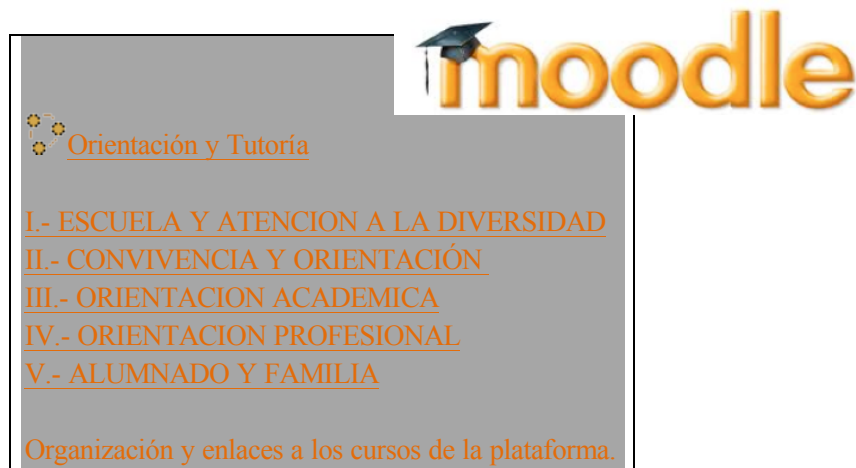 moodle
Orientación y Tutoría
I.- ESCUELA Y ATENCION A LA DIVERSIDAD
II.- CONVIVENCIA Y ORIENTACIÓN
III.- ORIENTACION ACADEMICA
IV.- ORIENTACION PROFESIONAL
V.- ALUMNADO Y FAMILIA
Organización y enlaces a los cursos de la plataforma.